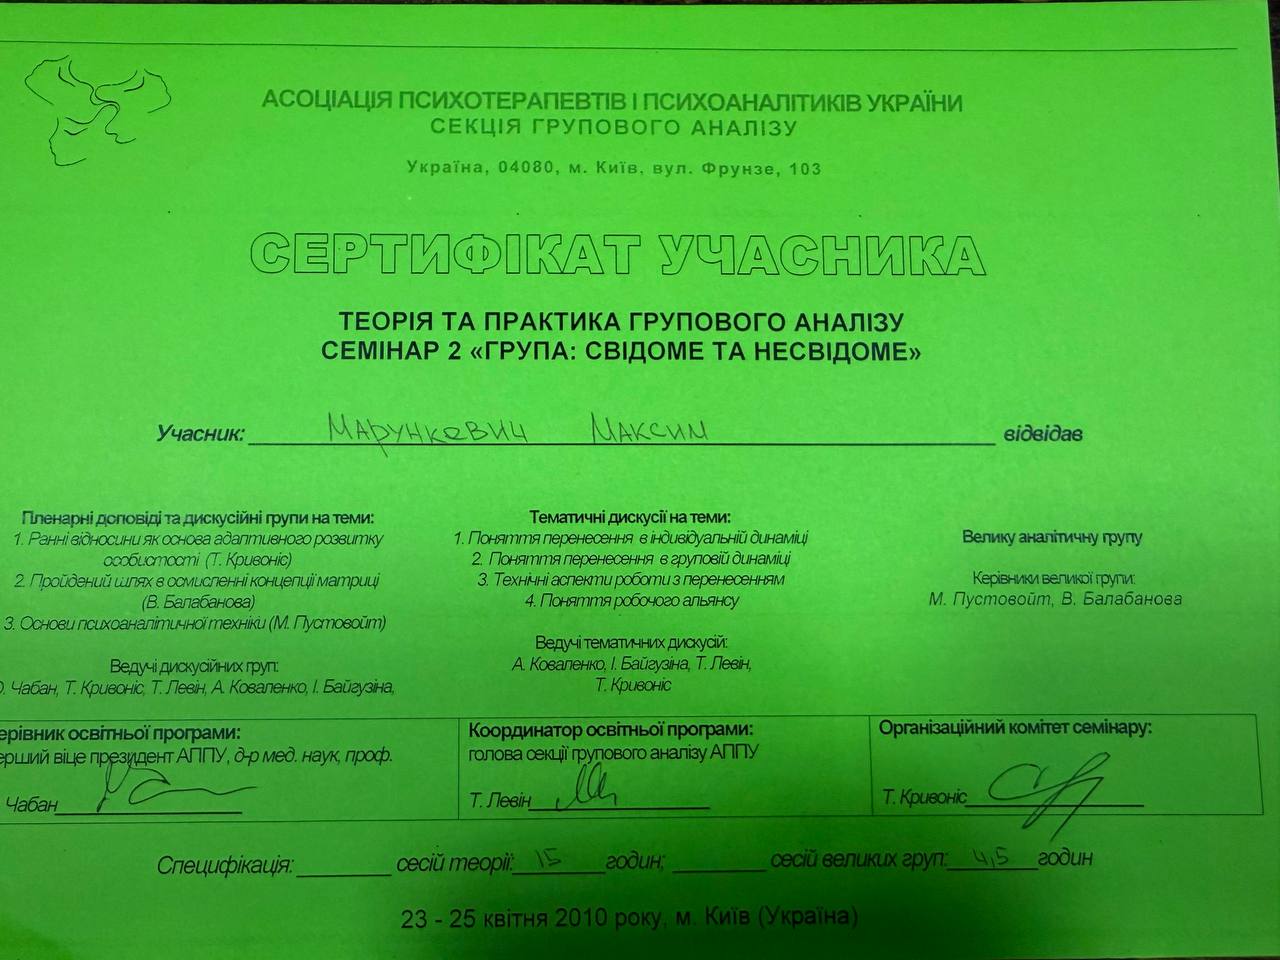 АСОЦІАЦІЯ ПСИХОТЕРАПЕВТІВ І ПСИХОАНАЛІТИКІВ УКРАЇНИ
СЕКЦІЯ ГРУПОВОГО АНАЛІЗУ
Україна, 04080, м. Київ, вул. Фрунзе, 103
СЕРТИФІКАТ УЧАСНИКА
ТЕОРІЯ ТА ПРАКТИКА ГРУПОВОГО АНАЛІЗУ
СЕМІНАР 2 «ГРУПА: СВІДОМЕ ТА НЕСВІДОМЕ»
Учасник: Марункевич Максим відвідав
Пленарні доповіді та дискусійні групи на теми:
1. Ранні відносини як основа адаптивного розвитку
особистості (Т. Кривоніс)
2. Пройдений шлях в осмисленні концепції матриці
(В. Балабанова)
3. Основи психоаналітичної техніки (М. Пустовойт)
Ведучі дискусійних груп:
О. Чабан, Т. Кривоніс, Т. Левін, А. Коваленко, І. Байгузіна,
Тематичні дискусії на теми:
1. Поняття перенесення в індивідуальній динаміці
2. Поняття перенесення в груповій динаміці
3. Технічні аспекти роботи з перенесенням
4. Поняття робочого альянсу
Ведучі тематичних дискусій:
А. Коваленко, І. Байгузіна, Т. Левін,
Т. Кривоніс
Велику аналітичну групу
Керівники великої групи:
М. Пустовойт, В. Балабанова
ерівник освітньої програми:
ерший віце президент АППУ, д-р мед. наук, проф.
Чабан
Координатор освітньої програми:
голова секції групового аналізу АППУ
Т. Левін
Організаційний комітет семінару:
Т. Кривоніс
Специфікація: сесій теорії: 15 годин; сесій великих груп: 4,5 годин
23 - 25 квітня 2010 року, м. Київ (Україна)